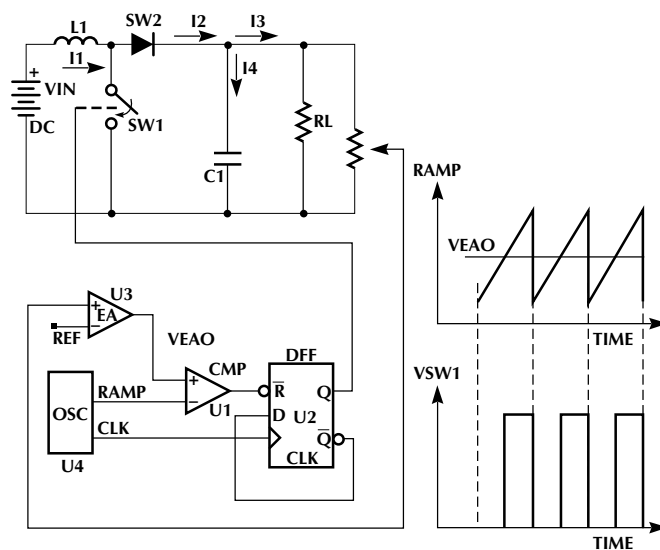 SW2
L1
I2
I3
I1
I4
+
VIN
DC
SW1
RL
C1
RAMP
VEAO
TIME
U3
+
EA
−
REF
VEAO
DFF
CMP
+
−
U1
R
Q
D
U2
Q
CLK
RAMP
OSC
CLK
U4
VSW1
TIME